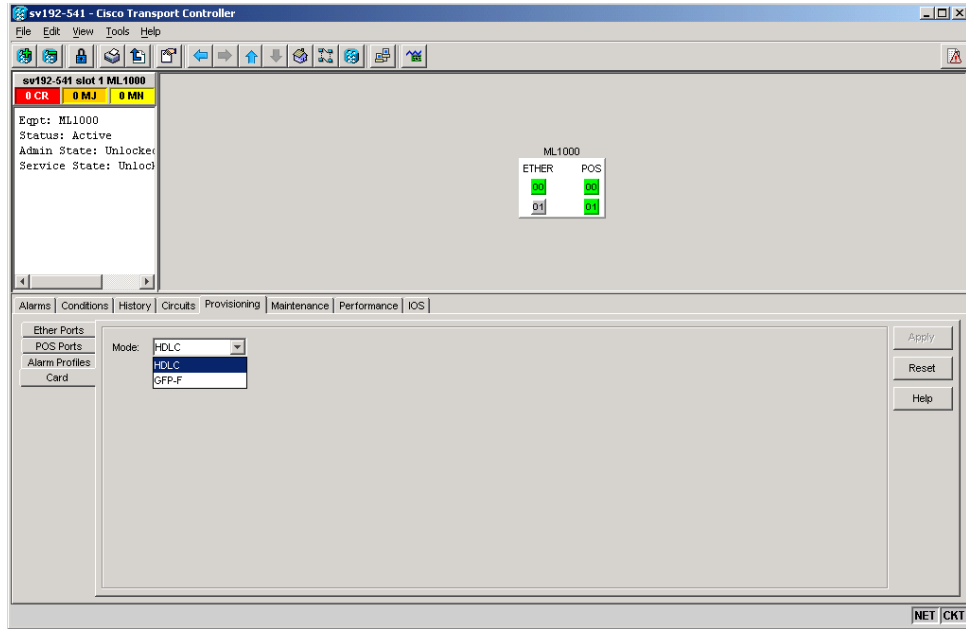 sv192-541 - Cisco Transport Controller
File Edit View Tools Help
sv192-541 slot 1 ML1000
0 CR 0 MJ 0 MN
Eqpt: ML1000
Status: Active
Admin State: Unlocked
Service State: Unlock
ML1000
ETHER POS
00 00
01 01
Alarms Conditions History Circuits Provisioning Maintenance Performance IOS
Ether Ports
POS Ports
Alarm Profiles
Card
Mode: HDLC
HDLC
GFP-F
Apply
Reset
Help
NET CKT